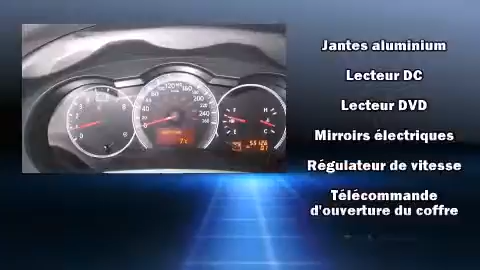 Jantes aluminium
Lecteur DC
Lecteur DVD
Mirroirs électriques
Régulateur de vitesse
Télécommande
d'ouverture du coffre